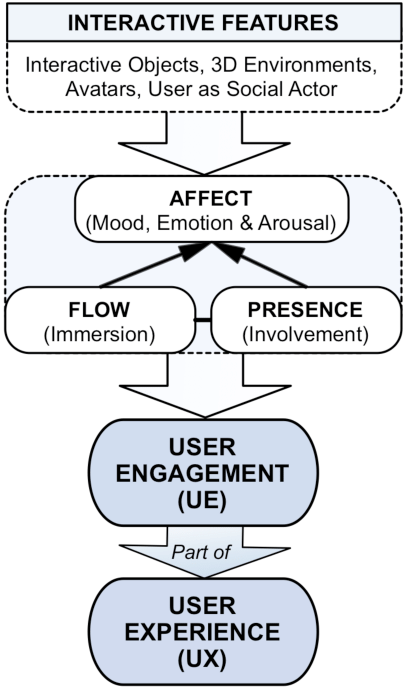 INTERACTIVE FEATURES
Interactive Objects, 3D Environments,
Avatars, User as Social Actor
AFFECT
(Mood, Emotion & Arousal)
FLOW
(Immersion)
PRESENCE
(Involvement)
USER
ENGAGEMENT
(UE)
Part of
USER
EXPERIENCE
(UX)